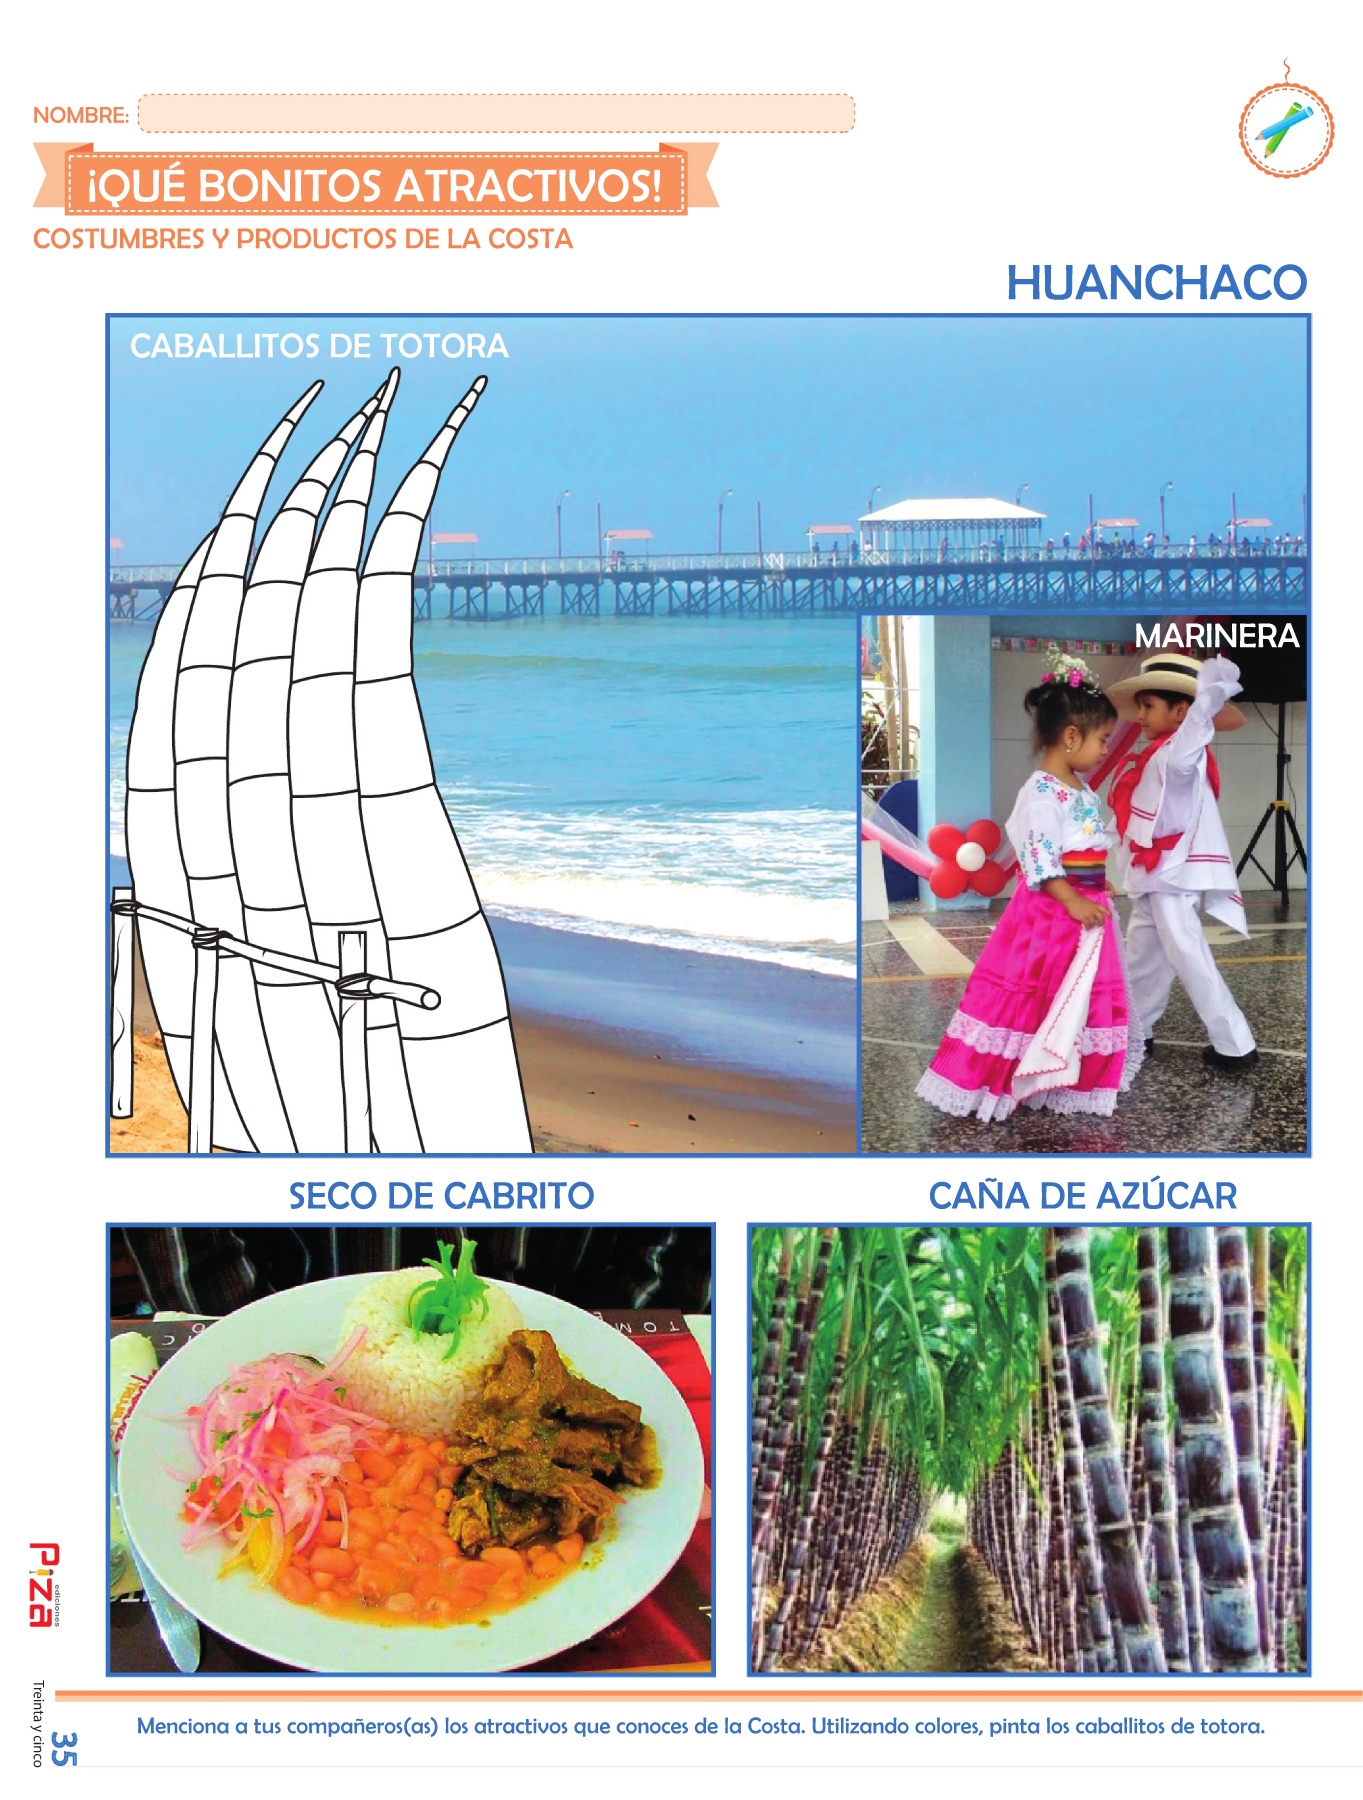 NOMBRE:
¡QUÉ BONITOS ATRACTIVOS!
COSTUMBRES Y PRODUCTOS DE LA COSTA
HUANCHACO
CABALLITOS DE TOTORA
MARINERA
SECO DE CABRITO
CAÑA DE AZÚCAR
Piza
ediciones
Treinta y cinco
35
Menciona a tus compañeros(as) los atractivos que conoces de la Costa. Utilizando colores, pinta los caballitos de totora.